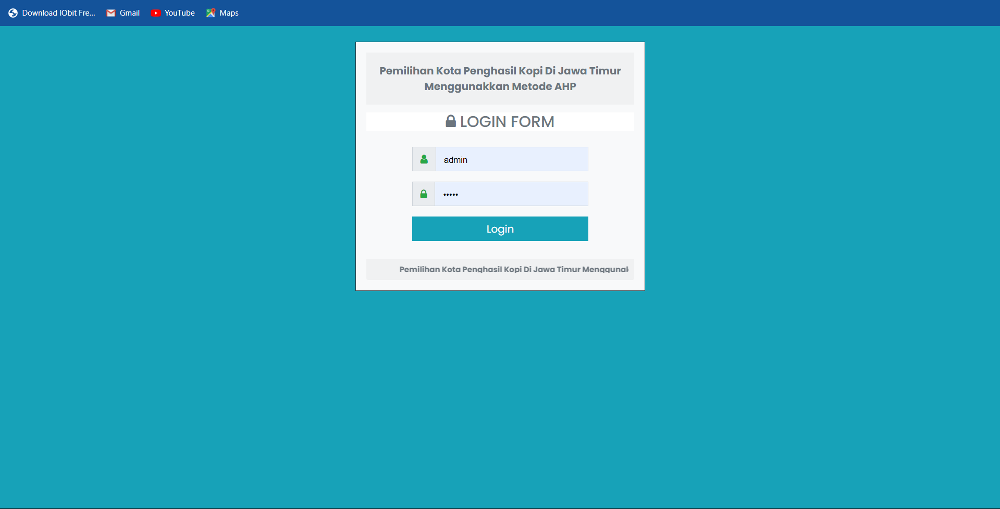 Download IObit Fre... Gmail YouTube Maps
Pemilihan Kota Penghasil Kopi Di Jawa Timur
Menggunakkan Metode AHP
LOGIN FORM
admin
•••••
Login
Pemilihan Kota Penghasil Kopi Di Jawa Timur Menggunak